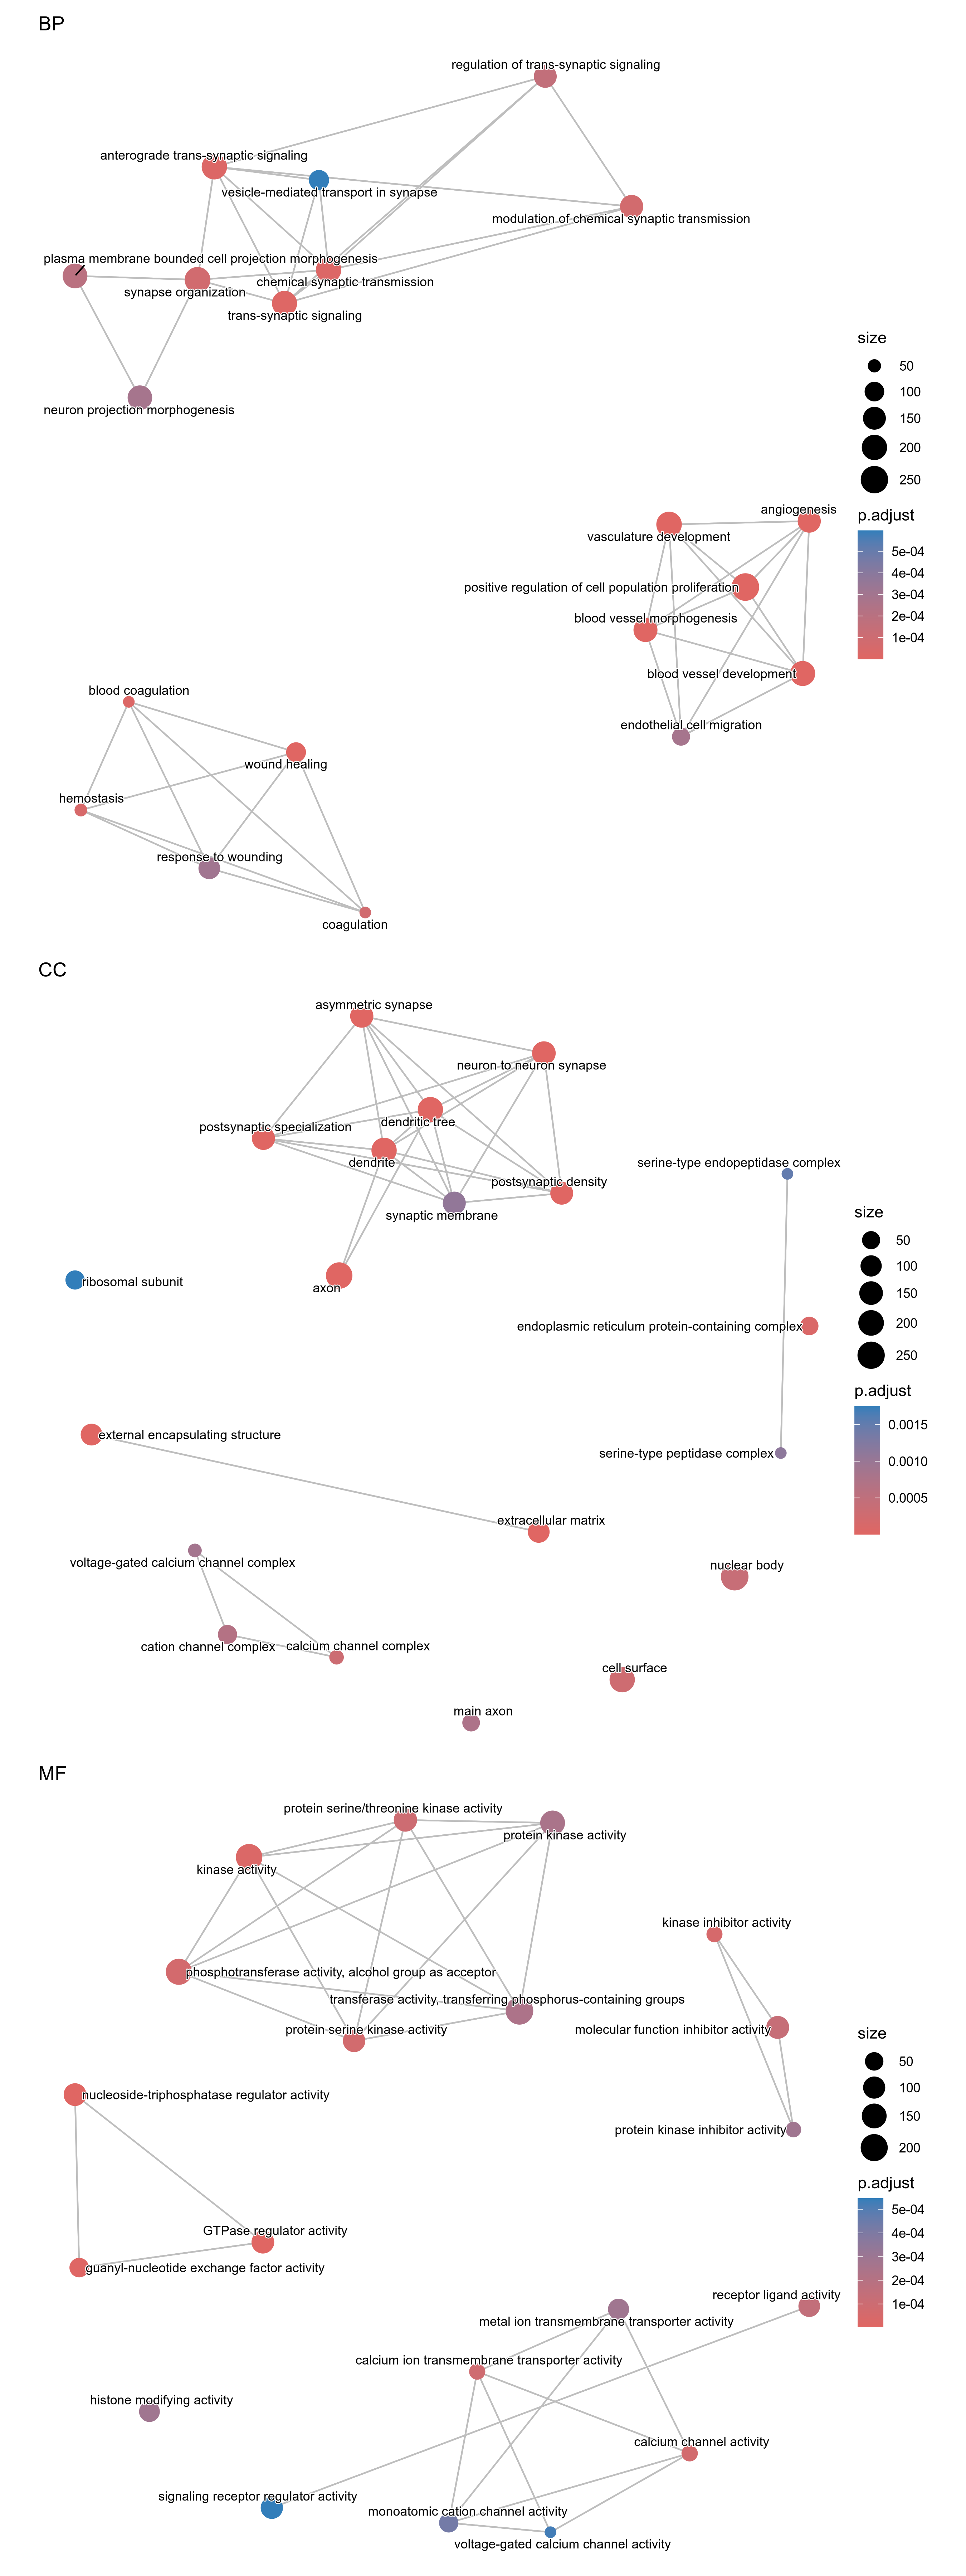 BP
regulation of trans-synaptic signaling
anterograde trans-synaptic signaling
vesicle-mediated transport in synapse
modulation of chemical synaptic transmission
plasma membrane bounded cell projection morphogenesis
chemical synaptic transmission
synapse organization
trans-synaptic signaling
neuron projection morphogenesis
angiogenesis
vasculature development
positive regulation of cell population proliferation
blood vessel morphogenesis
blood vessel development
endothelial cell migration
blood coagulation
wound healing
hemostasis
response to wounding
coagulation
size
50
100
150
200
250
p.adjust
5e-04
4e-04
3e-04
2e-04
1e-04
CC
asymmetric synapse
neuron to neuron synapse
dendritic tree
postsynaptic specialization
dendrite
serine-type endopeptidase complex
postsynaptic density
synaptic membrane
ribosomal subunit
axon
endoplasmic reticulum protein-containing complex
external encapsulating structure
serine-type peptidase complex
extracellular matrix
voltage-gated calcium channel complex
nuclear body
cation channel complex
calcium channel complex
cell surface
main axon
size
50
100
150
200
250
p.adjust
0.0015
0.0010
0.0005
MF
protein serine/threonine kinase activity
protein kinase activity
kinase activity
kinase inhibitor activity
phosphotransferase activity, alcohol group as acceptor
transferase activity, transferring phosphorus-containing groups
protein serine kinase activity
molecular function inhibitor activity
nucleoside-triphosphatase regulator activity
protein kinase inhibitor activity
GTPase regulator activity
guanyl-nucleotide exchange factor activity
receptor ligand activity
metal ion transmembrane transporter activity
calcium ion transmembrane transporter activity
histone modifying activity
calcium channel activity
signaling receptor regulator activity
monoatomic cation channel activity
voltage-gated calcium channel activity
size
50
100
150
200
p.adjust
5e-04
4e-04
3e-04
2e-04
1e-04